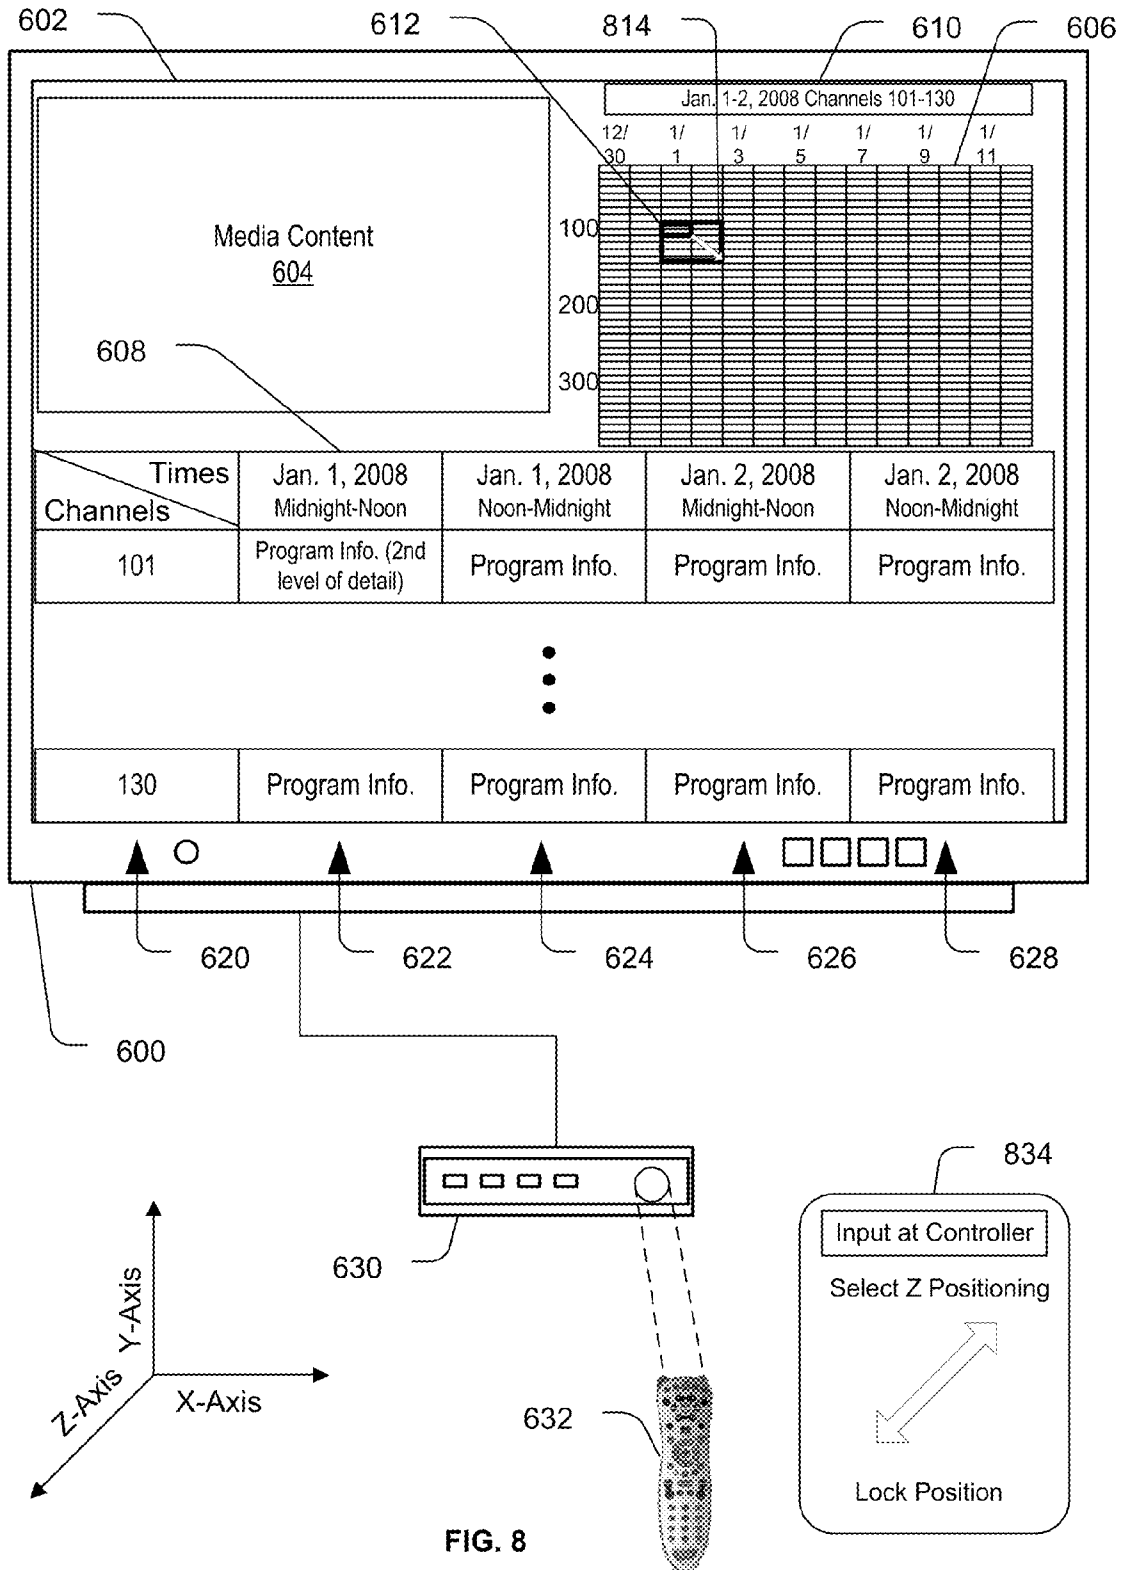 602
612
814
610
606
Jan. 1-2, 2008 Channels 101-130
12/ 1/ 1/ 1/ 1/ 1/ 1/
30 1 3 5 7 9 11
100
200
300
Media Content
604
608
Times
Channels
Jan. 1, 2008
Midnight-Noon
Jan. 1, 2008
Noon-Midnight
Jan. 2, 2008
Midnight-Noon
Jan. 2, 2008
Noon-Midnight
101
Program Info. (2nd
level of detail)
Program Info.
Program Info.
Program Info.
130
Program Info.
Program Info.
Program Info.
Program Info.
620
622
624
626
628
600
630
834
Input at Controller
Select Z Positioning
Lock Position
Y-Axis
X-Axis
Z-Axis
632
FIG. 8